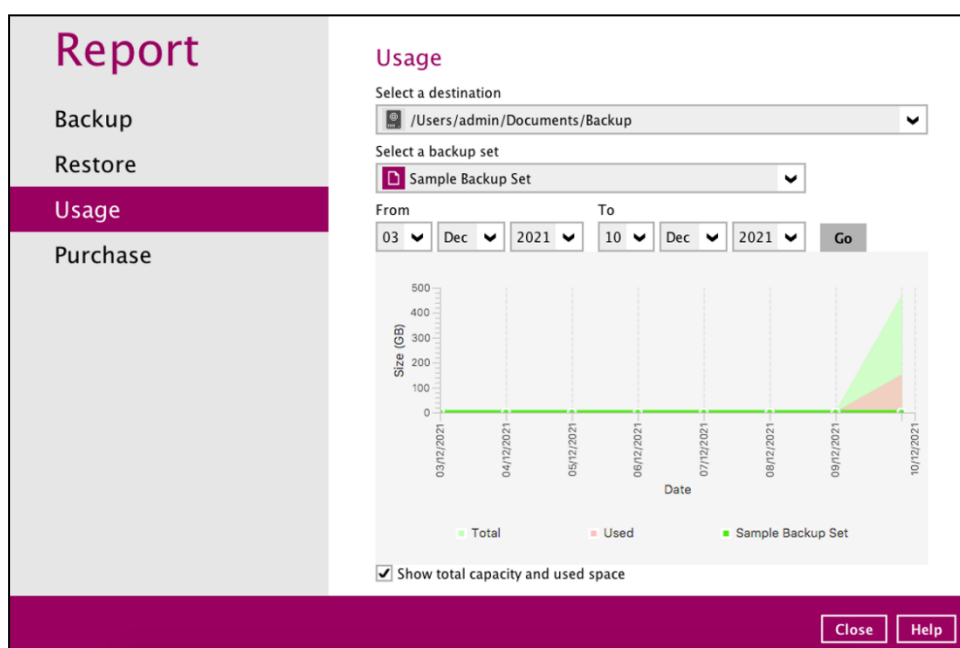 Report
Backup
Restore
Usage
Purchase
Usage
Select a destination
/Users/admin/Documents/Backup
Select a backup set
Sample Backup Set
From To
03 Dec 2021 10 Dec 2021 Go
500
400
300
200
100
0
Size (GB)
03/12/2021 04/12/2021 05/12/2021 06/12/2021 07/12/2021 08/12/2021 09/12/2021 10/12/2021
Date
Total Used Sample Backup Set
Show total capacity and used space
Close Help